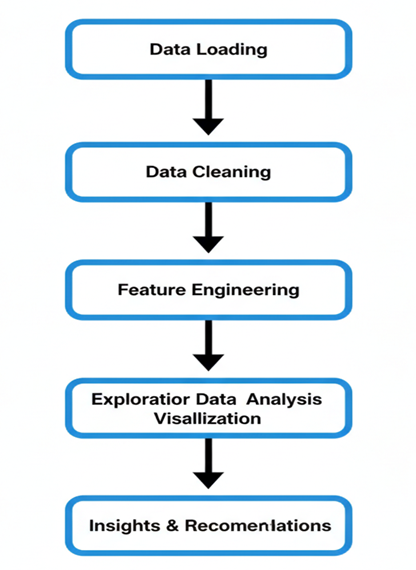 Data Loading
Data Cleaning
Feature Engineering
Exploratior Data Analysis
Visallization
Insights & Recomenlations